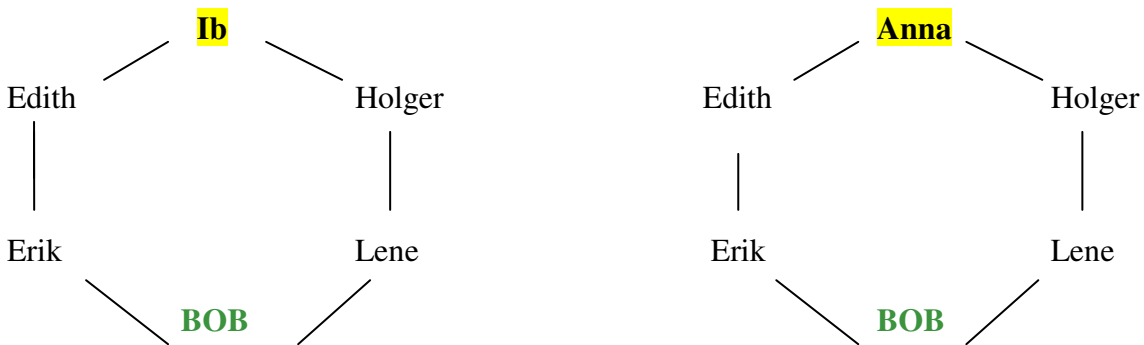 Ib Anna
Edith Holger Edith Holger
Erik Lene Erik Lene
BOB BOB